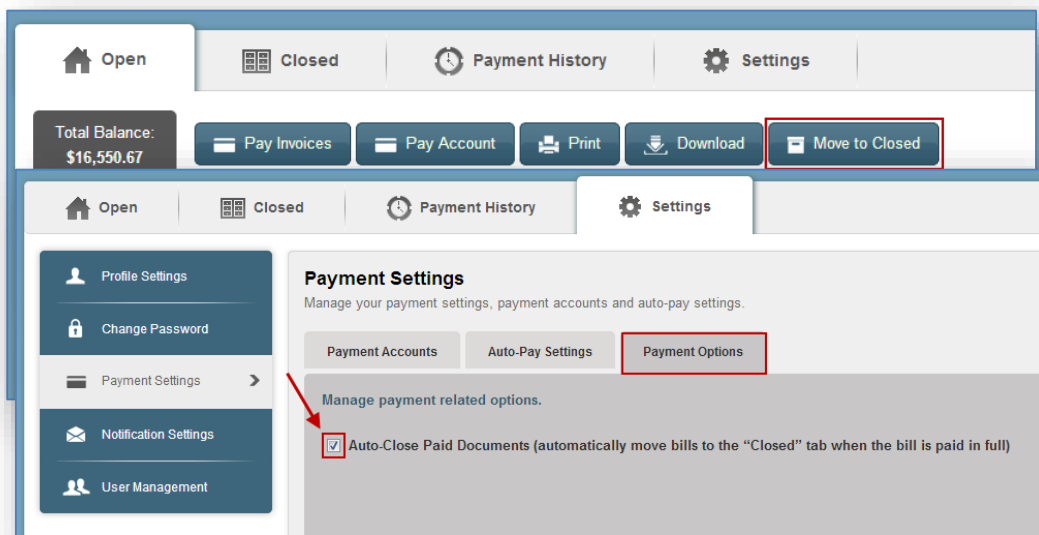 Open Closed Payment History Settings
Total Balance:
$16,550.67
Pay Invoices Pay Account Print Download Move to Closed
Open Closed Payment History Settings
Profile Settings
Change Password
Payment Settings
Notification Settings
User Management
Payment Settings
Manage your payment settings, payment accounts and auto-pay settings.
Payment Accounts Auto-Pay Settings Payment Options
Manage payment related options.
Auto-Close Paid Documents (automatically move bills to the “Closed” tab when the bill is paid in full)